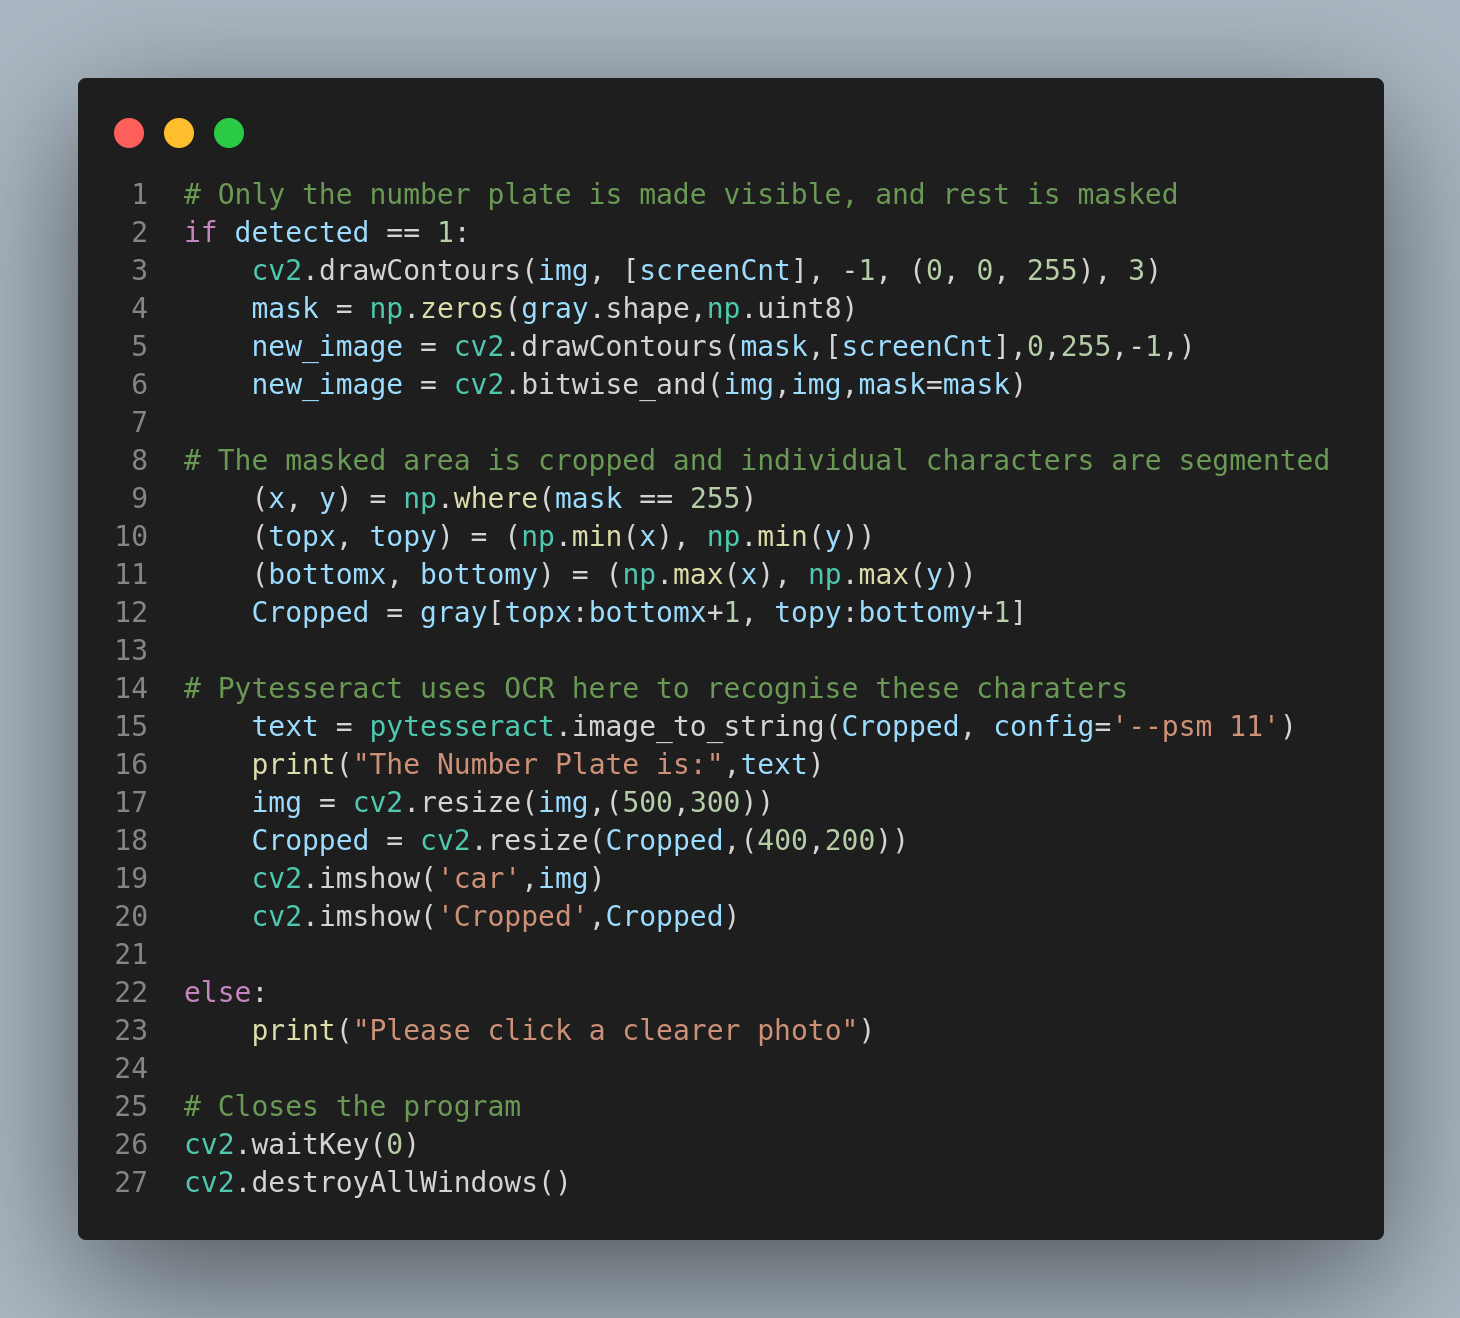 1 # Only the number plate is made visible, and rest is masked
2 if detected == 1:
3     cv2.drawContours(img, [screenCnt], -1, (0, 0, 255), 3)
4     mask = np.zeros(gray.shape,np.uint8)
5     new_image = cv2.drawContours(mask,[screenCnt],0,255,-1,)
6     new_image = cv2.bitwise_and(img,img,mask=mask)
7
8 # The masked area is cropped and individual characters are segmented
9     (x, y) = np.where(mask == 255)
10     (topx, topy) = (np.min(x), np.min(y))
11     (bottomx, bottomy) = (np.max(x), np.max(y))
12     Cropped = gray[topx:bottomx+1, topy:bottomy+1]
13
14 # Pytesseract uses OCR here to recognise these charaters
15     text = pytesseract.image_to_string(Cropped, config='--psm 11')
16     print("The Number Plate is:",text)
17     img = cv2.resize(img,(500,300))
18     Cropped = cv2.resize(Cropped,(400,200))
19     cv2.imshow('car',img)
20     cv2.imshow('Cropped',Cropped)
21
22 else:
23     print("Please click a clearer photo")
24
25 # Closes the program
26 cv2.waitKey(0)
27 cv2.destroyAllWindows()